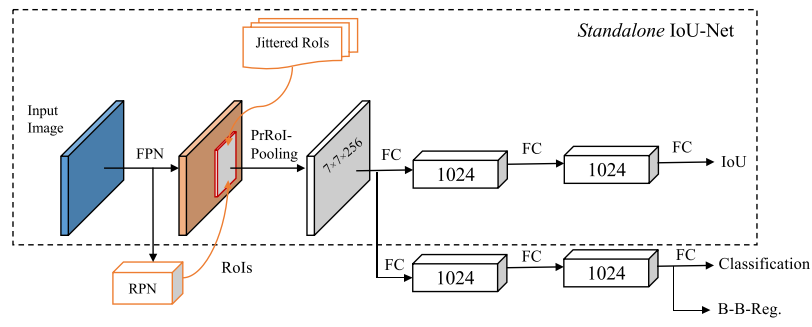 Standalone IoU-Net
Jittered RoIs
Input
Image
FPN
PrRoI-
Pooling
7×7×256
FC
1024
FC
1024
FC
IoU
RPN
RoIs
FC
1024
FC
1024
FC
Classification
B-B-Reg.